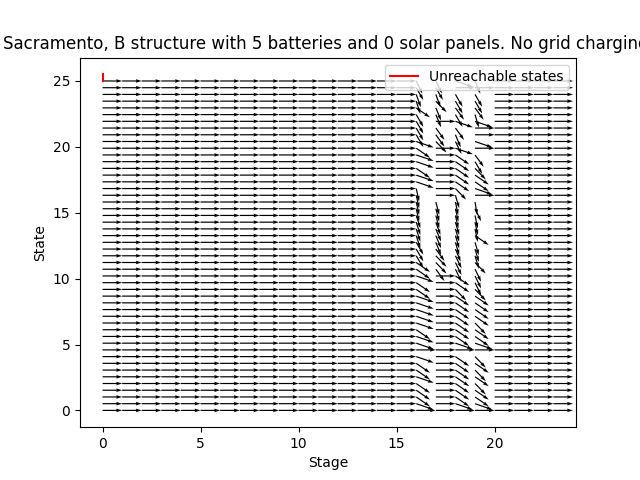 Sacramento, B structure with 5 batteries and 0 solar panels. No grid
Unreachable states
25
20
15
10
5
0
State
0 5 10 15 20
Stage